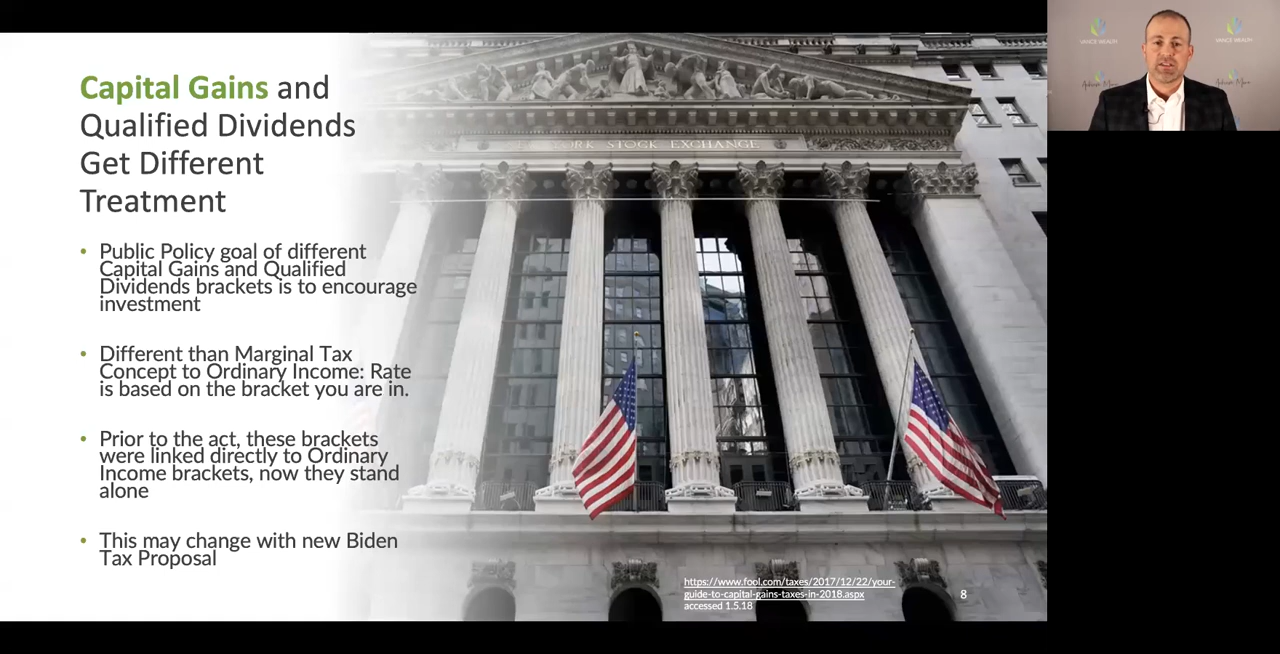 Capital Gains and
Qualified Dividends
Get Different
Treatment
• Public Policy goal of different
Capital Gains and Qualified
Dividends brackets is to encourage
investment
• Different than Marginal Tax
Concept to Ordinary Income: Rate
is based on the bracket you are in.
• Prior to the act, these brackets
were linked directly to Ordinary
Income brackets, now they stand
alone
• This may change with new Biden
Tax Proposal
YORK STOCK EXCHANGE
https://www.fool.com/taxes/2017/12/22/your-
guide-to-capital-gains-taxes-in-2018.aspx
accessed 1.5.18
8
VANCE WEALTH
VANCE WEALTH